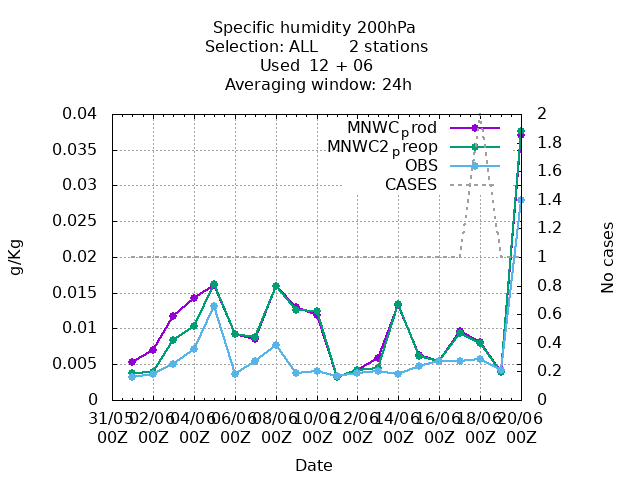 Specific humidity 200hPa
Selection: ALL 2 stations
Used 12 + 06
Averaging window: 24h
MNWCprod
MNWC2preop
OBS
CASES
0.04
0.035
0.03
0.025
0.02
0.015
0.01
0.005
0
2
1.8
1.6
1.4
1.2
1
0.8
0.6
0.4
0.2
0
g/Kg
No cases
31/05 02/06 04/06 06/06 08/06 10/06 12/06 14/06 16/06 18/06 20/06
00Z 00Z 00Z 00Z 00Z 00Z 00Z 00Z 00Z 00Z 00Z
Date